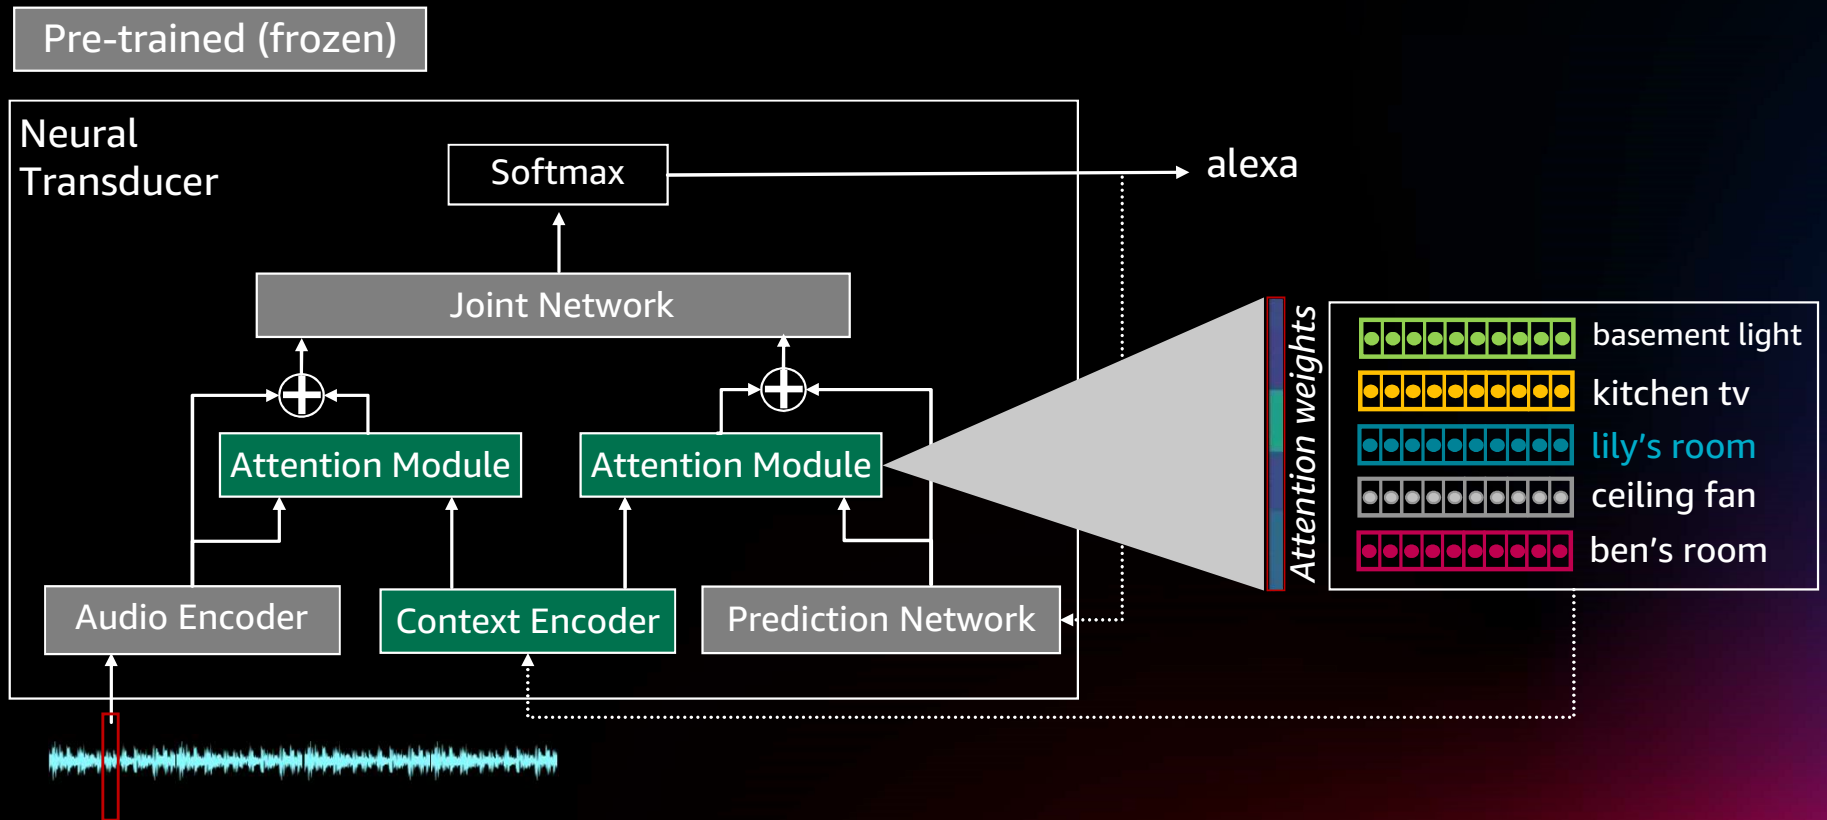 Pre-trained (frozen)
Neural
Transducer
Softmax
alexa
Joint Network
Attention Module
Attention Module
Audio Encoder
Context Encoder
Prediction Network
Attention weights
basement light
kitchen tv
lily's room
ceiling fan
ben's room